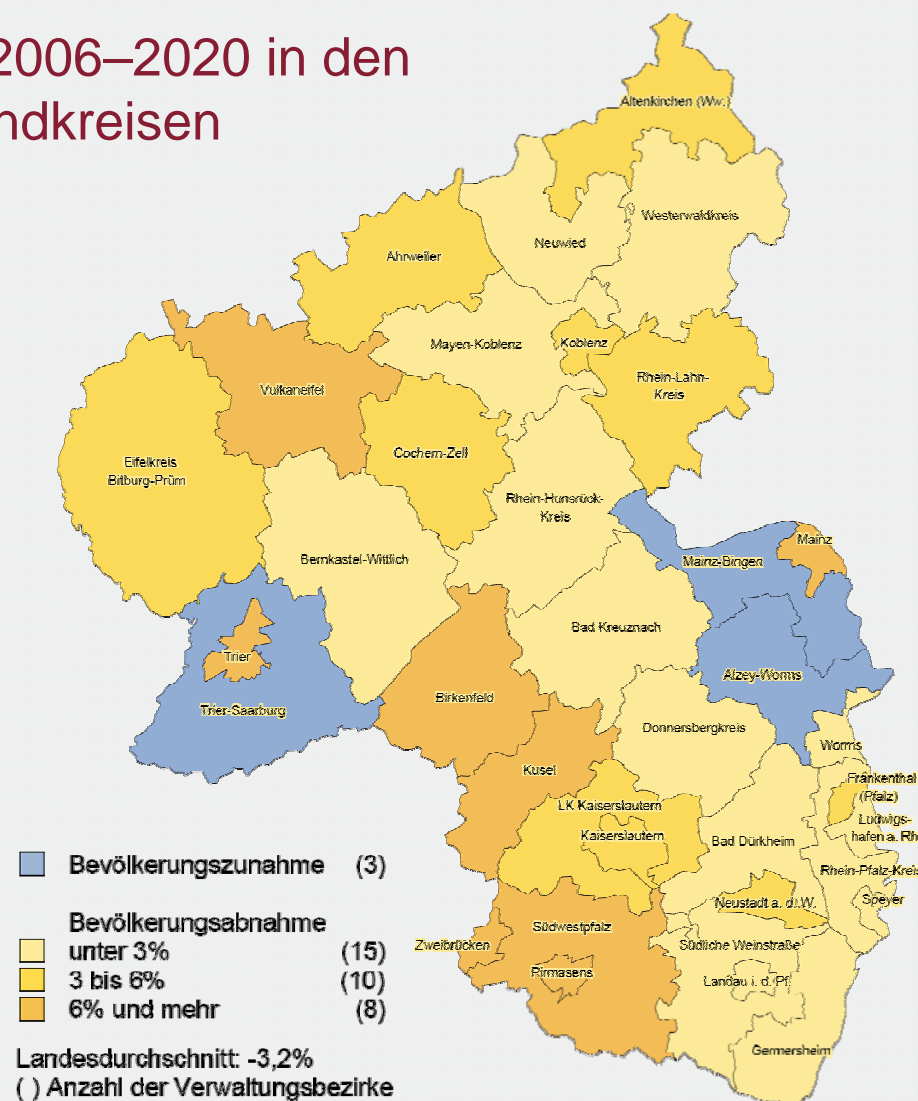 2006–2020 in den
ndkreisen
Altenkirchen (Ww.)
Westerwaldkreis
Neuwied
Ahrweiler
Mayen-Koblenz
Koblenz
Rhein-Lahn-
Kreis
Vulkaneifel
Cochem-Zell
Eifelkreis
Bitburg-Prüm
Rhein-Hunsrück-
Kreis
Bernkastel-Wittlich
Mainz
Mainz-Bingen
Bad Kreuznach
Trier
Alzey-Worms
Trier-Saarburg
Birkenfeld
Donnersbergkreis
Worms
Kusel
Frankenthal
(Pfalz)
LK Kaiserslautern
Ludwigs-
hafen a. Rh
Kaiserslautern
Bad Dürkheim
Rhein-Pfalz-Kreis
Neustadt a. d. W.
Speyer
Südwestpfalz
Zweibrücken
Südliche Weinstraße
Pirmasens
Landau i. d. Pf.
Germersheim
Bevölkerungszunahme (3)
Bevölkerungsabnahme
unter 3% (15)
3 bis 6% (10)
6% und mehr (8)
Landesdurchschnitt: -3,2%
( ) Anzahl der Verwaltungsbezirke